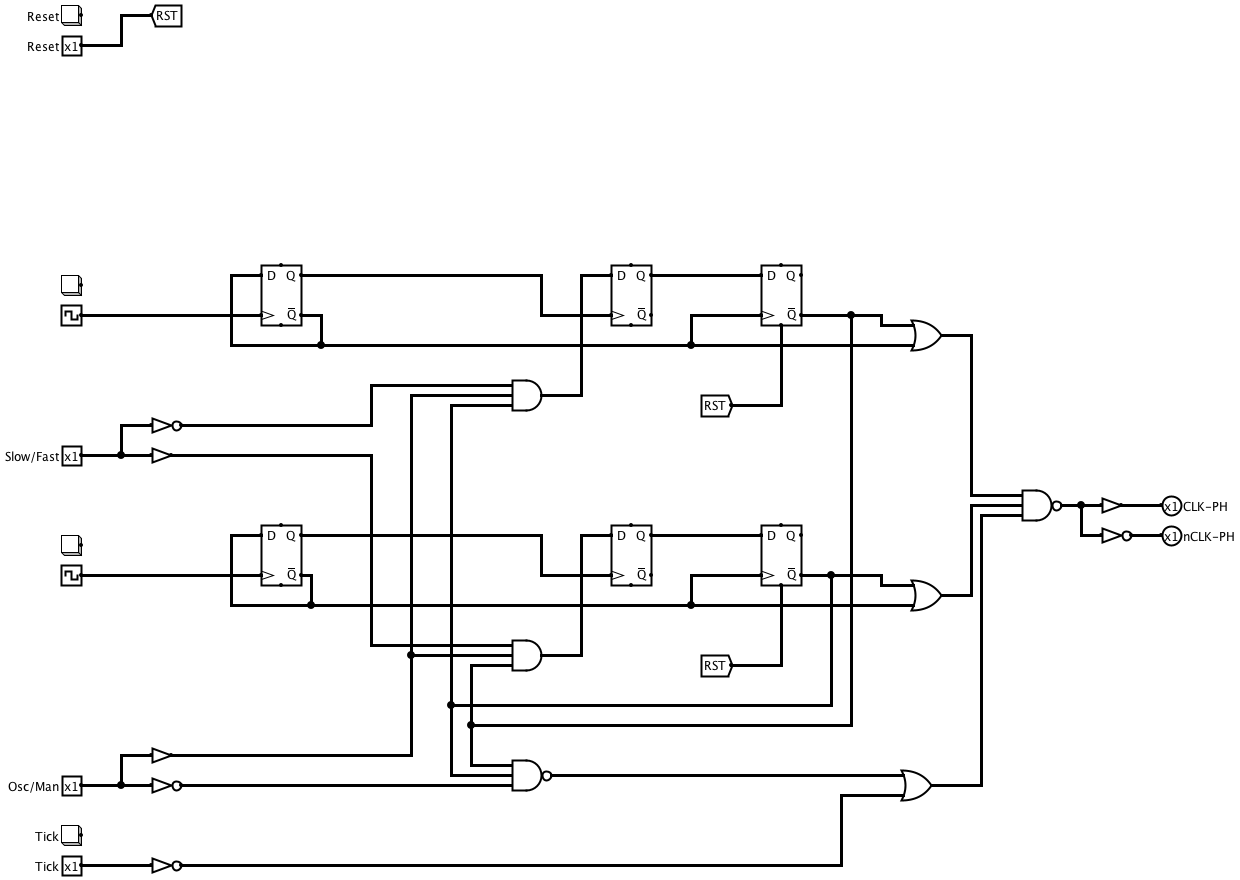 Reset
RST
Reset x1
D Q
Q
D Q
Q
D Q
Q
RST
Slow/Fast x1
x1 CLK-PH
x1 nCLK-PH
D Q
Q
D Q
Q
D Q
Q
RST
Osc/Man x1
Tick
Tick x1